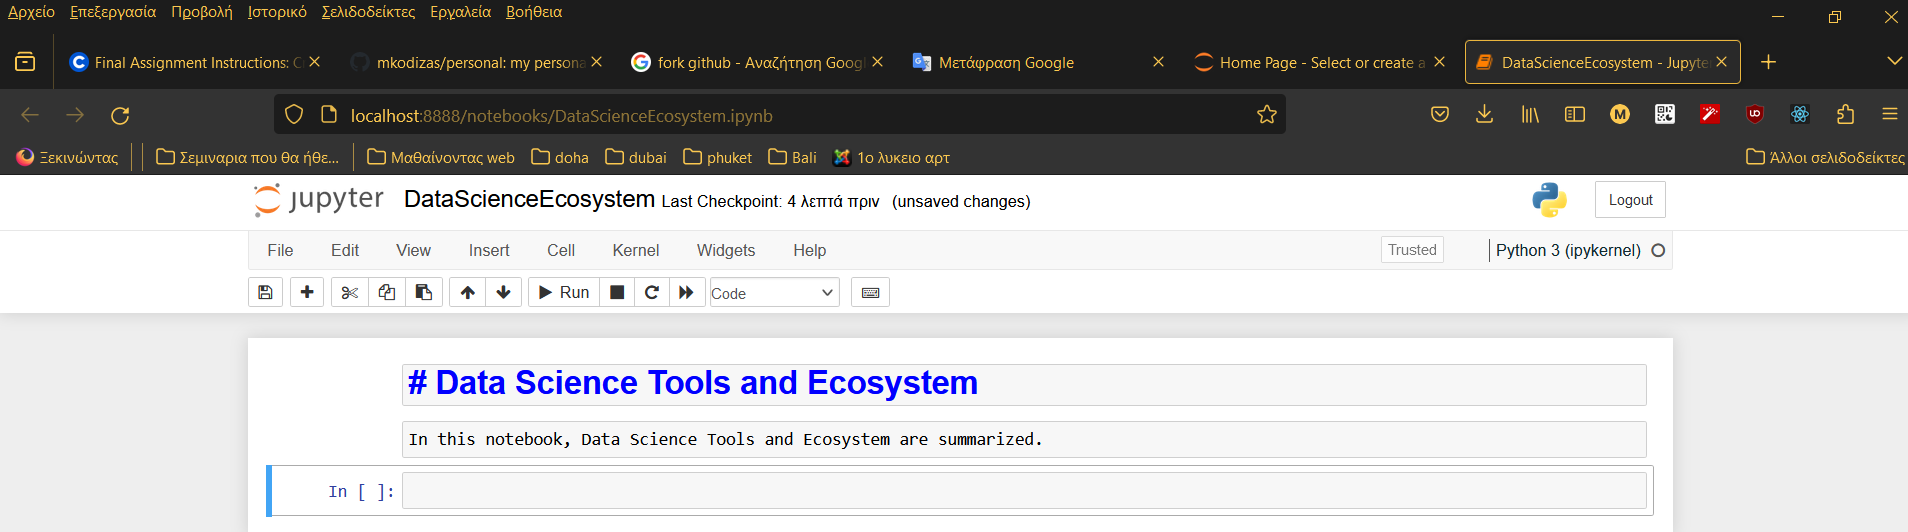 Αρχείο Επεξεργασία Προβολή Ιστορικό Σελιδοδείκτες Εργαλεία Βοήθεια
Final Assignment Instructions: C
mkodizas/personal: my persona
fork github - Αναζήτηση Googl
Μετάφραση Google
Home Page - Select or create a
DataScienceEcosystem - Jupyte
localhost:8888/notebooks/DataScienceEcosystem.ipynb
Ξεκινώντας Σεμιναρια που θα ήθε... Μαθαίνοντας web doha dubai phuket Bali 1ο λυκειο αρτ Άλλοι σελιδοδείκτες
jupyter DataScienceEcosystem Last Checkpoint: 4 λεπτά πριν (unsaved changes) Logout
File Edit View Insert Cell Kernel Widgets Help Trusted Python 3 (ipykernel)
Run Code
# Data Science Tools and Ecosystem
In this notebook, Data Science Tools and Ecosystem are summarized.
In [ ]: